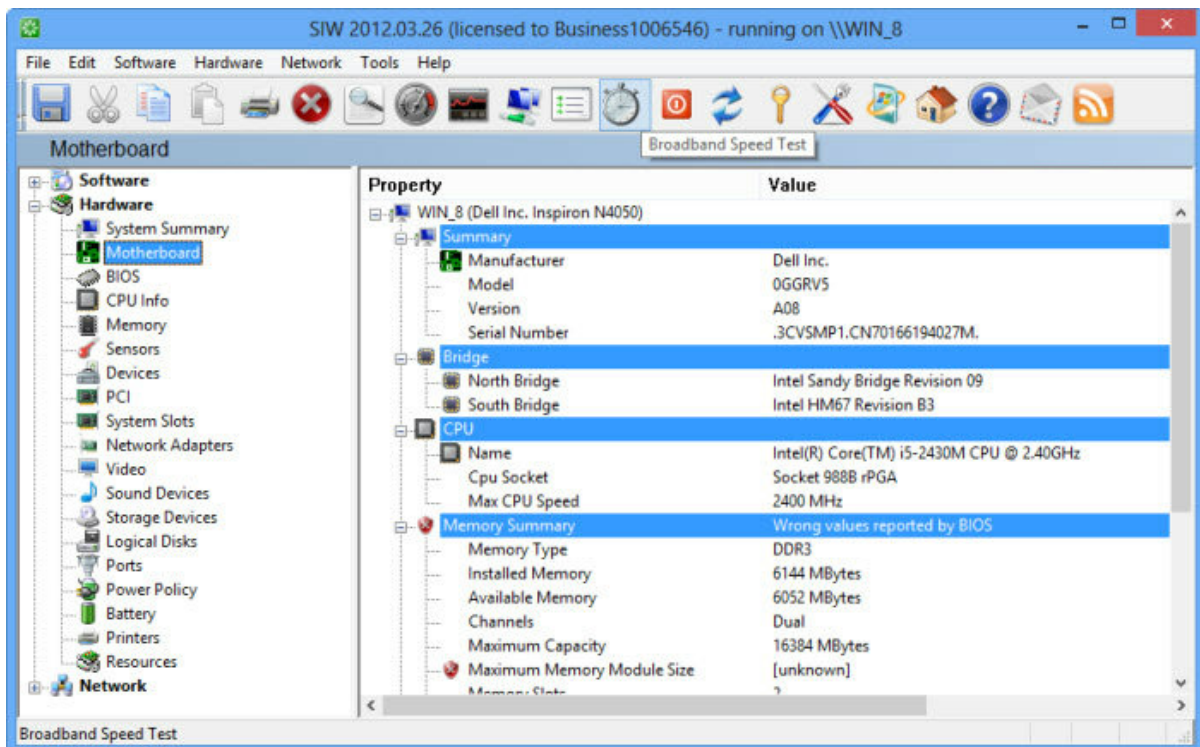 SIW 2012.03.26 (licensed to Business1006546) - running on \\WIN_8
File Edit Software Hardware Network Tools Help
Broadband Speed Test
Motherboard
Software
Hardware
System Summary
Motherboard
BIOS
CPU Info
Memory
Sensors
Devices
PCI
System Slots
Network Adapters
Video
Sound Devices
Storage Devices
Logical Disks
Ports
Power Policy
Battery
Printers
Resources
Network
Property Value
WIN_8 (Dell Inc. Inspiron N4050)
Summary
Manufacturer Dell Inc.
Model 0GGRV5
Version A08
Serial Number .3CVSMP1.CN70166194027M.
Bridge
North Bridge Intel Sandy Bridge Revision 09
South Bridge Intel HM67 Revision B3
CPU
Name Intel(R) Core(TM) i5-2430M CPU @ 2.40GHz
Cpu Socket Socket 988B rPGA
Max CPU Speed 2400 MHz
Memory Summary Wrong values reported by BIOS
Memory Type DDR3
Installed Memory 6144 MBytes
Available Memory 6052 MBytes
Channels Dual
Maximum Capacity 16384 MBytes
Maximum Memory Module Size [unknown]
Memory Slots 2
Broadband Speed Test